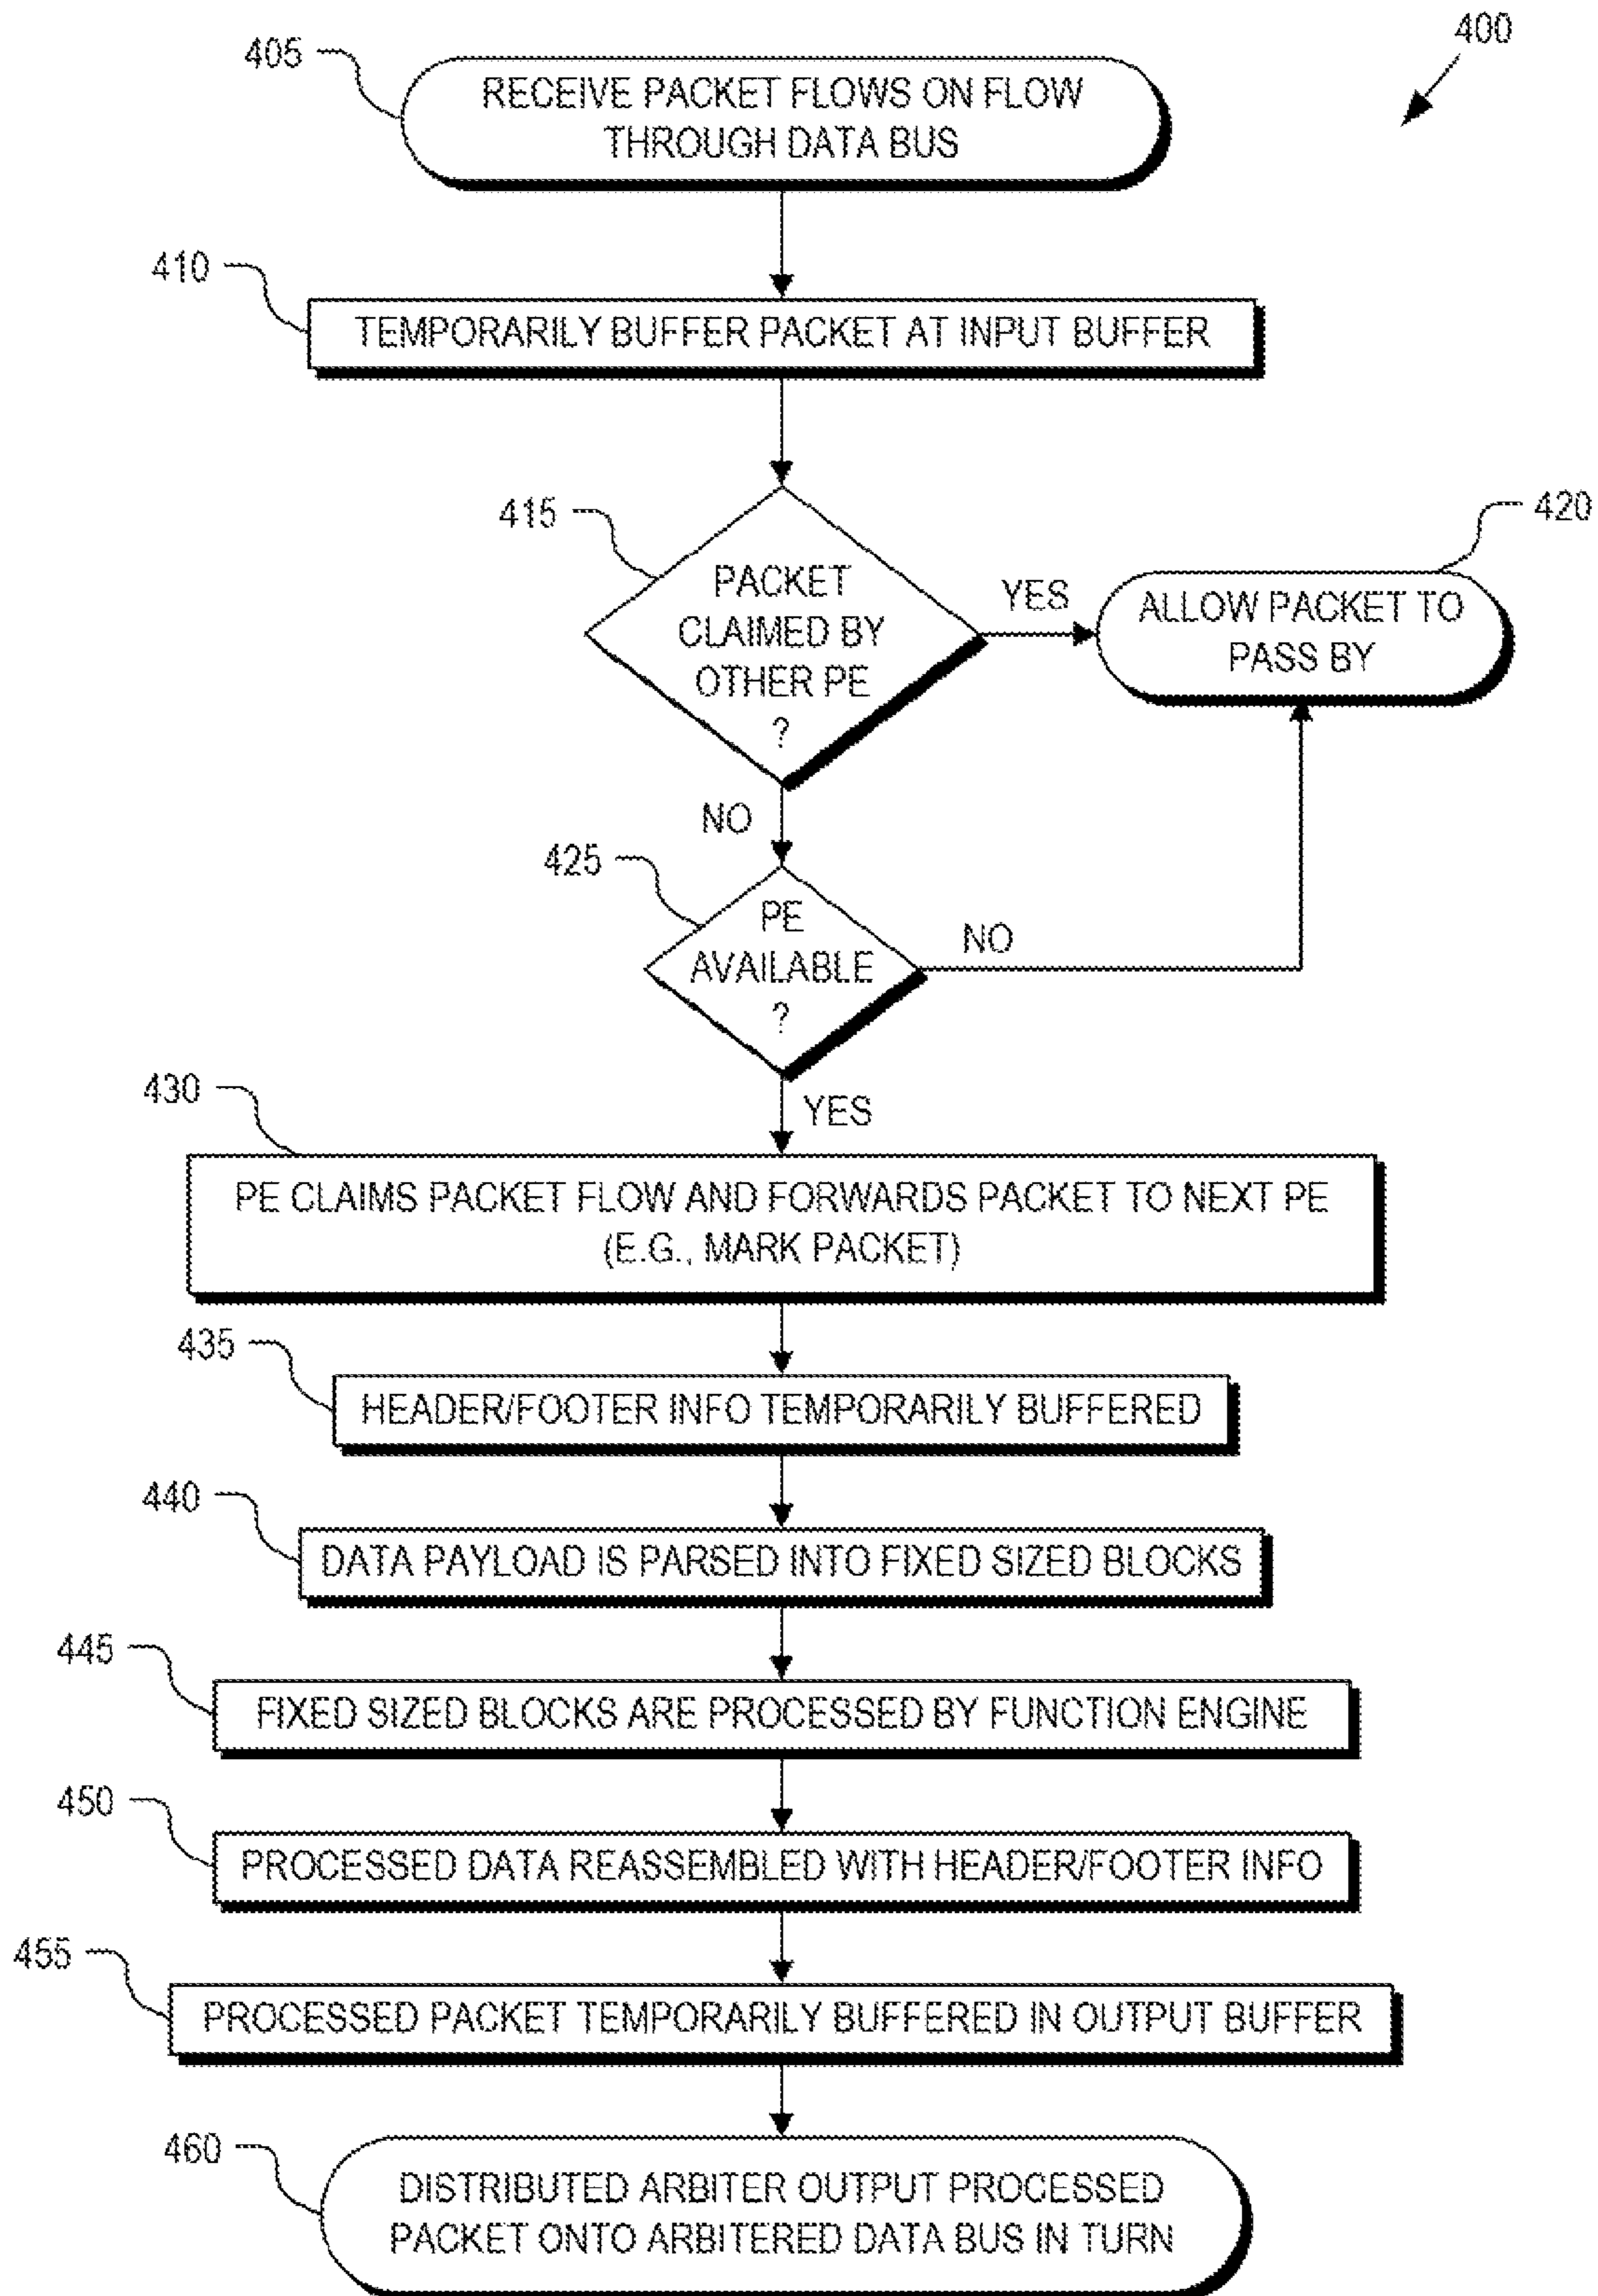 400
405
RECEIVE PACKET FLOWS ON FLOW
THROUGH DATA BUS
410
TEMPORARILY BUFFER PACKET AT INPUT BUFFER
415
PACKET
CLAIMED BY
OTHER PE
?
YES
420
ALLOW PACKET TO
PASS BY
NO
425
PE
AVAILABLE
?
NO
YES
430
PE CLAIMS PACKET FLOW AND FORWARDS PACKET TO NEXT PE
(E.G., MARK PACKET)
435
HEADER/FOOTER INFO TEMPORARILY BUFFERED
440
DATA PAYLOAD IS PARSED INTO FIXED SIZED BLOCKS
445
FIXED SIZED BLOCKS ARE PROCESSED BY FUNCTION ENGINE
450
PROCESSED DATA REASSEMBLED WITH HEADER/FOOTER INFO
455
PROCESSED PACKET TEMPORARILY BUFFERED IN OUTPUT BUFFER
460
DISTRIBUTED ARBITER OUTPUT PROCESSED
PACKET ONTO ARBITERED DATA BUS IN TURN